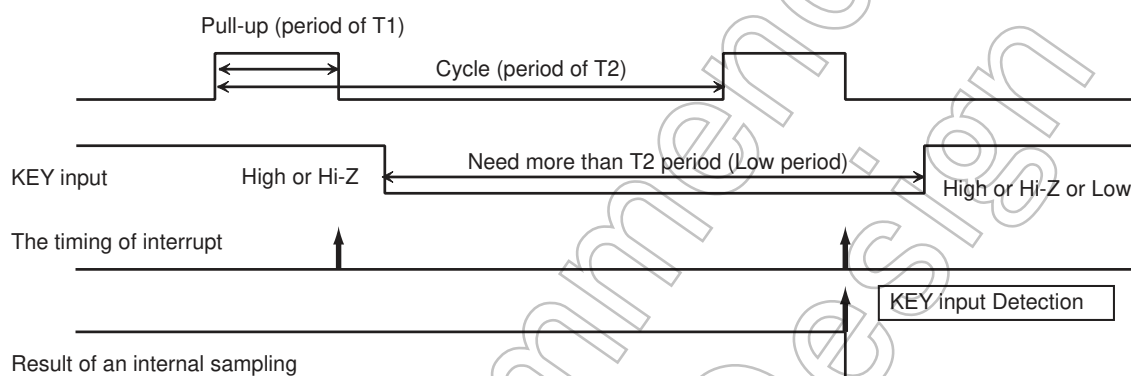 Pull-up (period of T1)
Cycle (period of T2)
Need more than T2 period (Low period)
KEY input
High or Hi-Z
High or Hi-Z or Low
The timing of interrupt
KEY input Detection
Result of an internal sampling